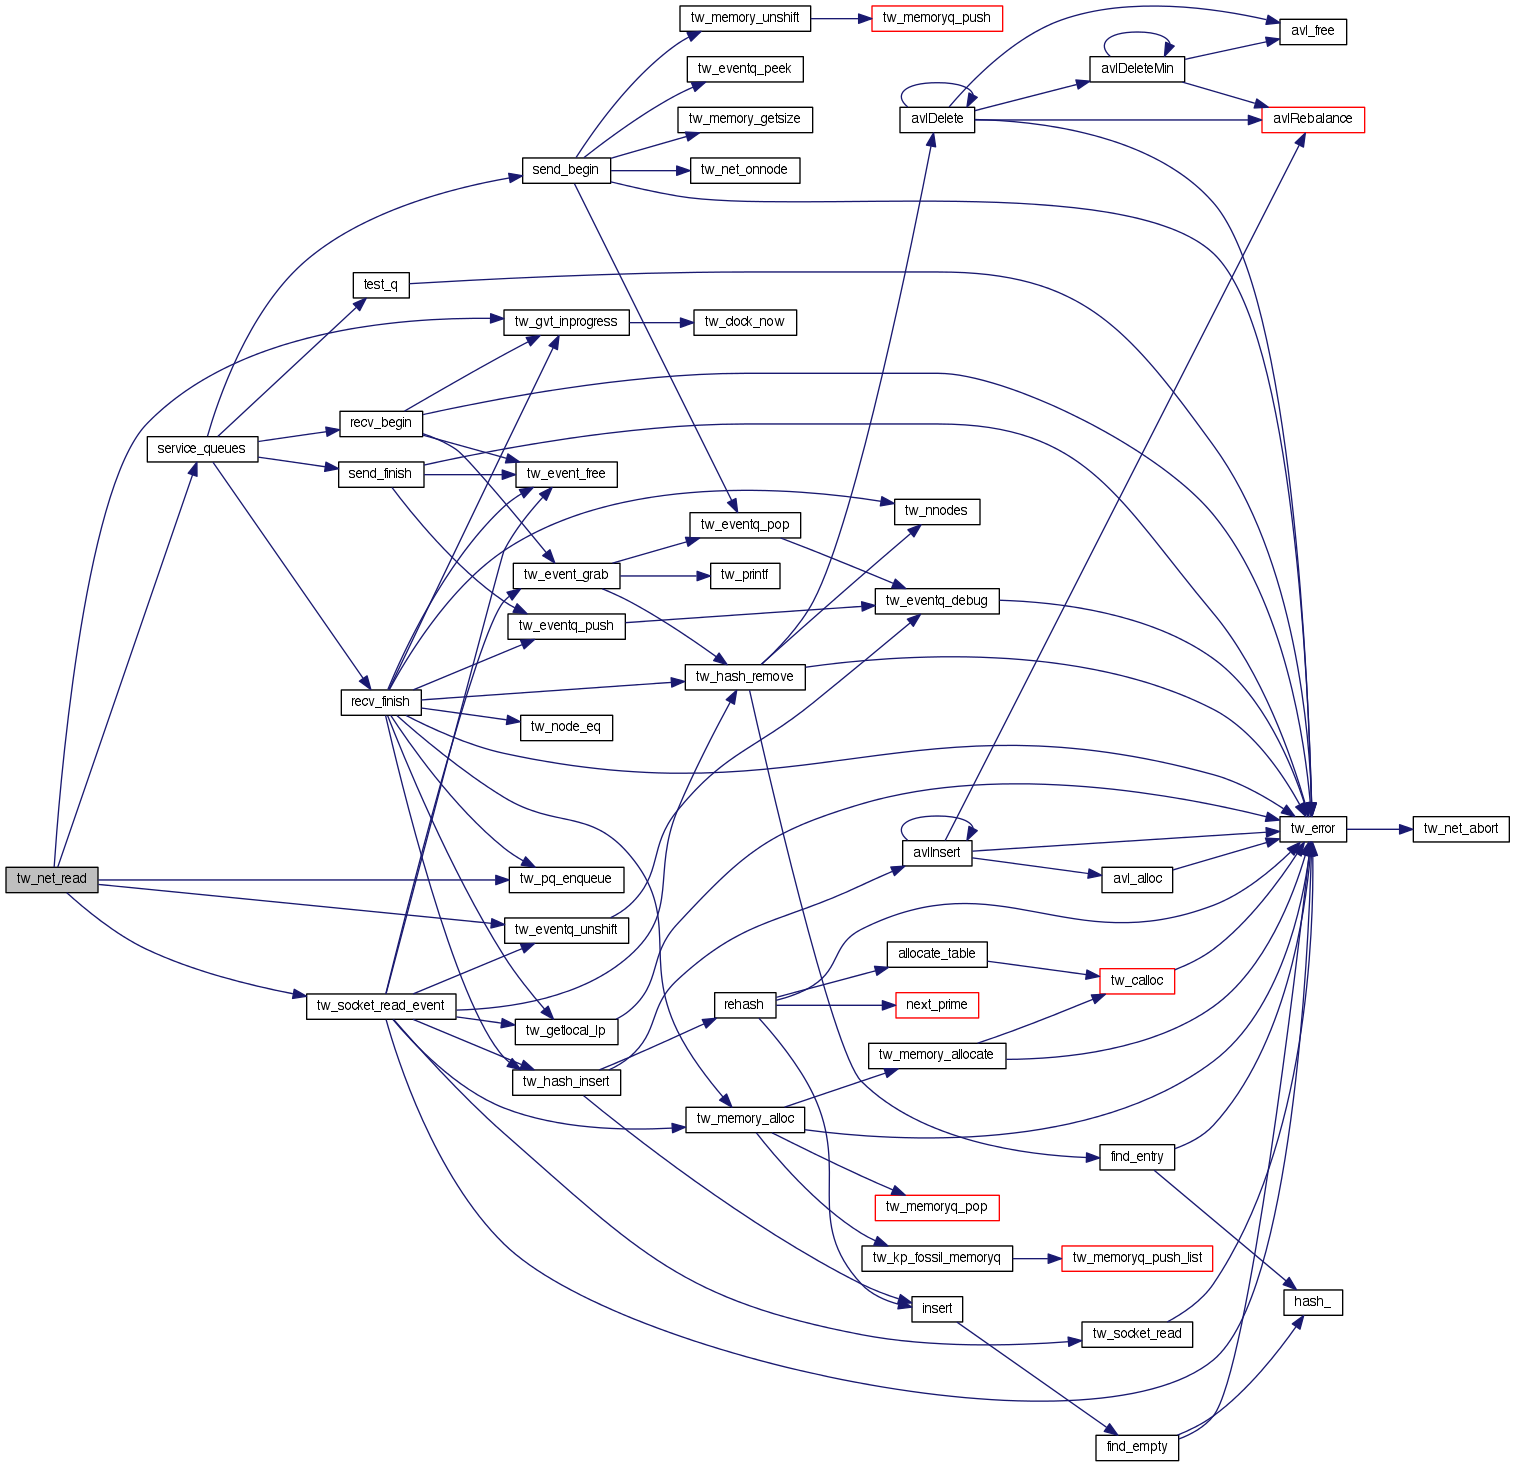 tw_memory_unshift
tw_memoryq_push
avl_free
tw_eventq_peek
avlDeleteMin
tw_memory_getsize
avlDelete
avlRebalance
send_begin
tw_net_onnode
test_q
tw_gvt_inprogress
tw_clock_now
recv_begin
service_queues
send_finish
tw_event_free
tw_nnodes
tw_eventq_pop
tw_event_grab
tw_printf
tw_eventq_debug
tw_eventq_push
tw_hash_remove
recv_finish
tw_node_eq
tw_error
tw_net_abort
avlInsert
tw_net_read
tw_pq_enqueue
avl_alloc
tw_eventq_unshift
allocate_table
tw_calloc
tw_socket_read_event
rehash
next_prime
tw_getlocal_lp
tw_memory_allocate
tw_hash_insert
tw_memory_alloc
find_entry
tw_memoryq_pop
tw_kp_fossil_memoryq
tw_memoryq_push_list
hash_
insert
tw_socket_read
find_empty